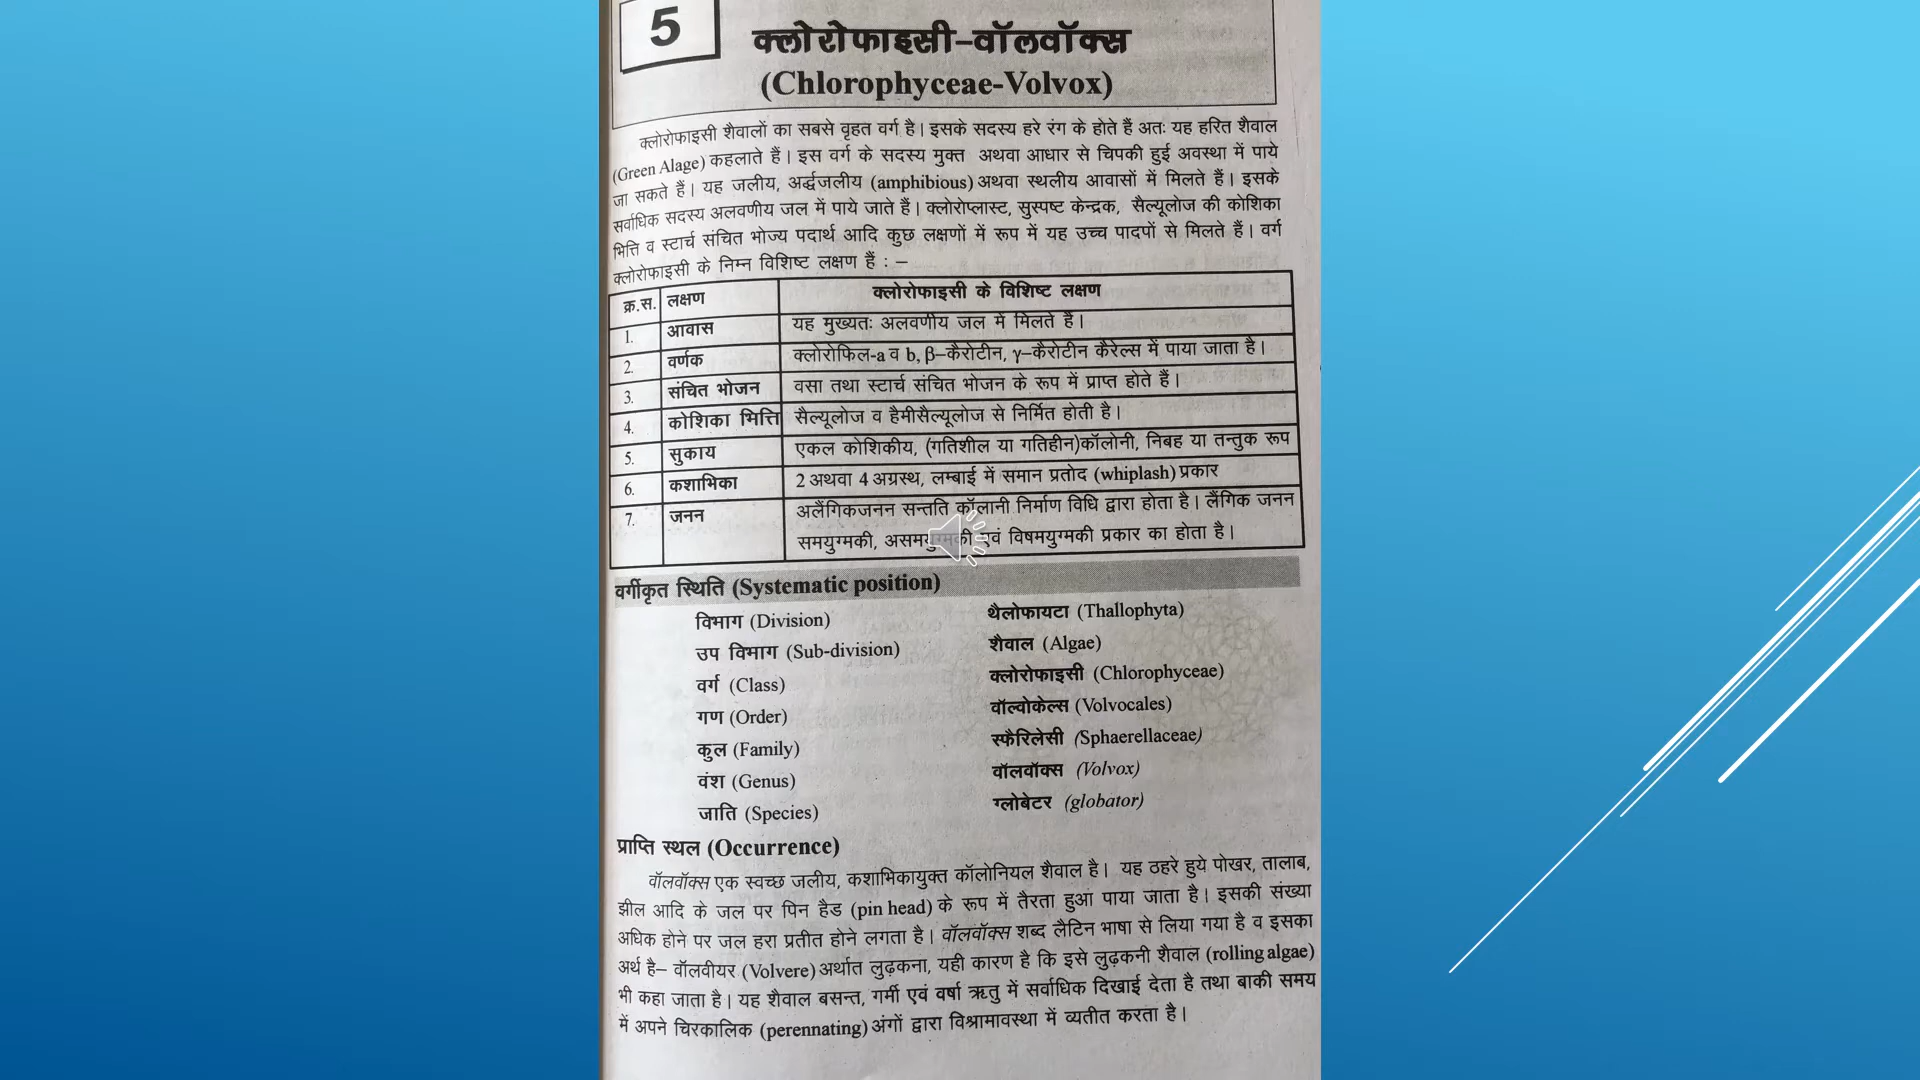 5
क्लोरोफाइसी–वॉलवॉक्स
(Chlorophyceae-Volvox)
क्लोरोफाइसी शैवालों का सबसे वृहत वर्ग है। इसके सदस्य हरे रंग के होते हैं अतः यह हरित शैवाल
(Green Alage) कहलाते हैं। इस वर्ग के सदस्य मुक्त अथवा आधार से चिपकी हुई अवस्था में पाये
जा सकते हैं। यह जलीय, अर्द्धजलीय (amphibious) अथवा स्थलीय आवासों में मिलते हैं। इसके
सर्वाधिक सदस्य अलवणीय जल में पाये जाते हैं। क्लोरोप्लास्ट, सुस्पष्ट केन्द्रक, सैल्यूलोज की कोशिका
भित्ति व स्टार्च संचित भोज्य पदार्थ आदि कुछ लक्षणों में रूप में यह उच्च पादपों से मिलते हैं। वर्ग
क्लोरोफाइसी के निम्न विशिष्ट लक्षण हैं : –
क्र.स. लक्षण क्लोरोफाइसी के विशिष्ट लक्षण
1. आवास यह मुख्यतः अलवणीय जल में मिलते हैं।
2. वर्णक क्लोरोफिल-a व b, β–कैरोटीन, γ–कैरोटीन कैरेल्स में पाया जाता है।
3. संचित भोजन वसा तथा स्टार्च संचित भोजन के रूप में प्राप्त होते हैं।
4. कोशिका भित्ति सैल्यूलोज व हैमीसैल्यूलोज से निर्मित होती है।
5. सुकाय एकल कोशिकीय, (गतिशील या गतिहीन)कॉलोनी, निबह या तन्तुक रूप
6. कशाभिका 2 अथवा 4 अग्रस्थ, लम्बाई में समान प्रतोद (whiplash) प्रकार
7. जनन अलैंगिकजनन सन्तति कॉलानी निर्माण विधि द्वारा होता है। लैंगिक जनन
समयुग्मकी, असमयुग्मकी एवं विषमयुग्मकी प्रकार का होता है।
वर्गीकृत स्थिति (Systematic position)
विभाग (Division) थैलोफायटा (Thallophyta)
उप विभाग (Sub-division) शैवाल (Algae)
वर्ग (Class) क्लोरोफाइसी (Chlorophyceae)
गण (Order) वॉल्वोकेल्स (Volvocales)
कुल (Family) स्फैरिलेसी (Sphaerellaceae)
वंश (Genus) वॉलवॉक्स (Volvox)
जाति (Species) ग्लोबेटर (globator)
प्राप्ति स्थल (Occurrence)
वॉलवॉक्स एक स्वच्छ जलीय, कशाभिकायुक्त कॉलोनियल शैवाल है। यह ठहरे हुये पोखर, तालाब,
झील आदि के जल पर पिन हैड (pin head) के रूप में तैरता हुआ पाया जाता है। इसकी संख्या
अधिक होने पर जल हरा प्रतीत होने लगता है। वॉलवॉक्स शब्द लैटिन भाषा से लिया गया है व इसका
अर्थ है– वॉलवीयर (Volvere) अर्थात लुढ़कना, यही कारण है कि इसे लुढ़कनी शैवाल (rolling algae)
भी कहा जाता है। यह शैवाल बसन्त, गर्मी एवं वर्षा ऋतु में सर्वाधिक दिखाई देता है तथा बाकी समय
में अपने चिरकालिक (perennating) अंगों द्वारा विश्रामावस्था में व्यतीत करता है।